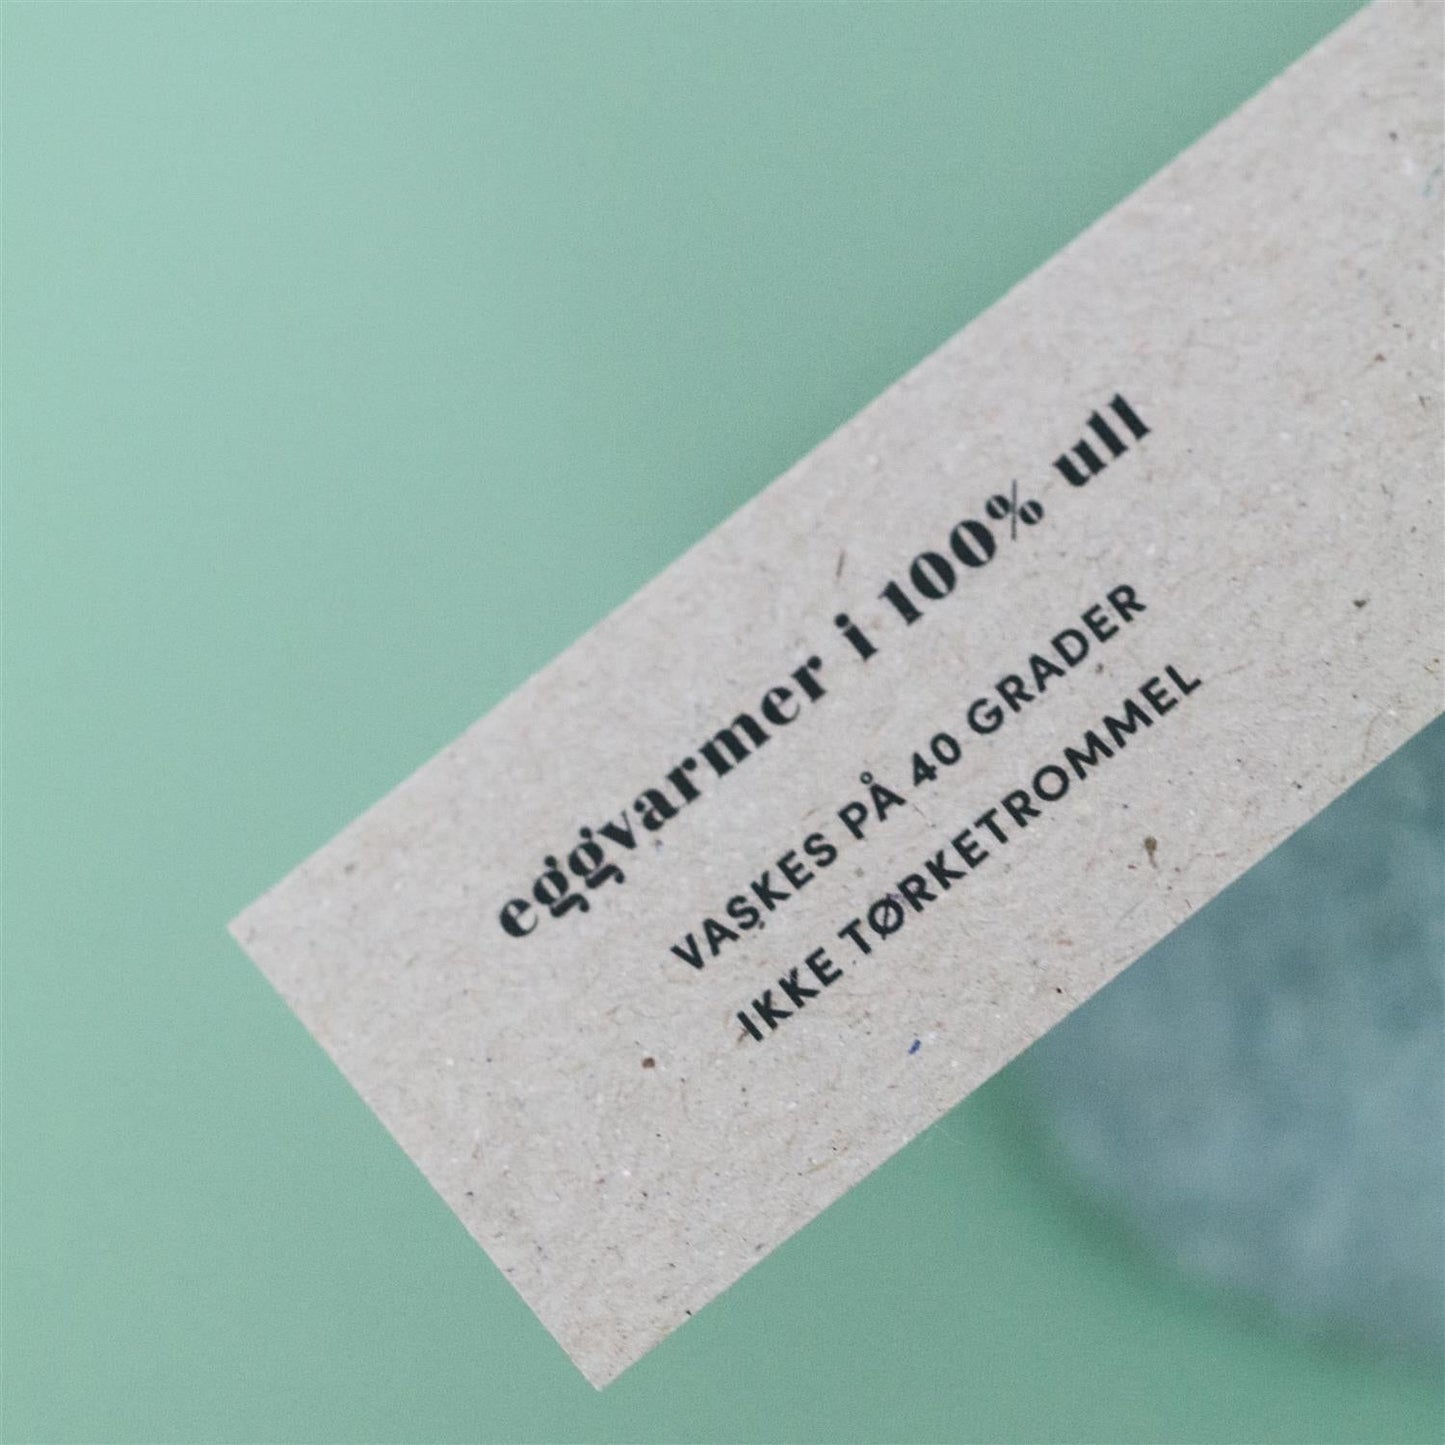 eggvarmer i 100% ull
VASKES PÅ 40 GRADER
IKKE TØRKETROMMEL